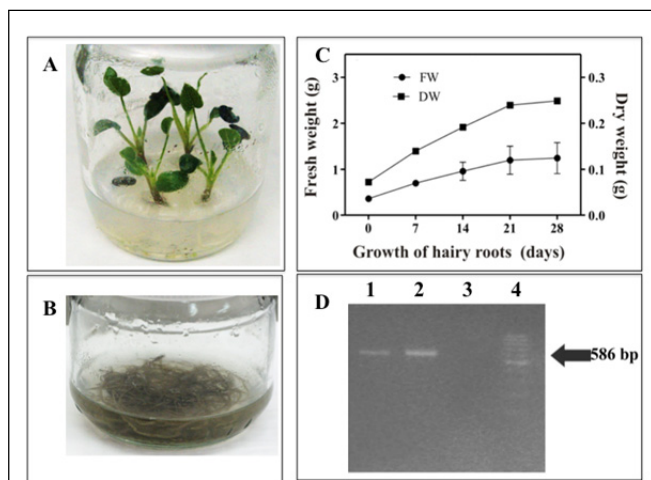 A
B
C
FW
DW
Fresh weight (g)
3
2
1
0
Dry weight (g)
0.3
0.2
0.1
0.0
0 7 14 21 28
Growth of hairy roots (days)
D
1 2 3 4
586 bp